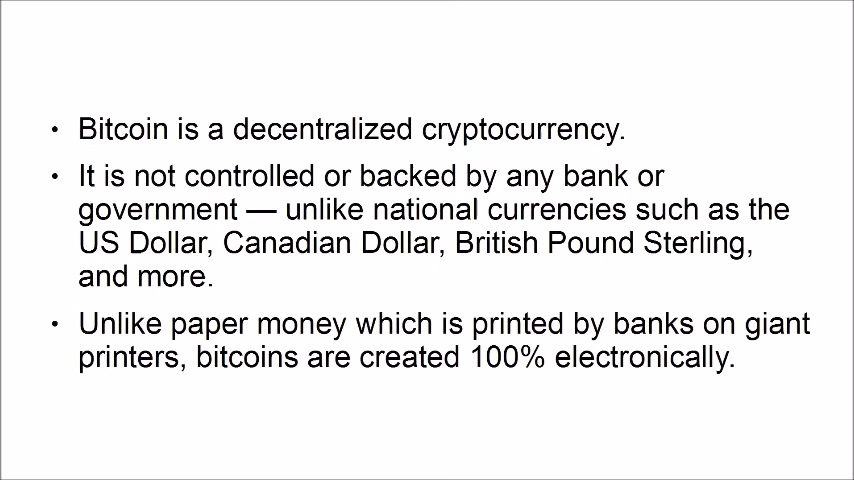 • Bitcoin is a decentralized cryptocurrency.
• It is not controlled or backed by any bank or
government — unlike national currencies such as the
US Dollar, Canadian Dollar, British Pound Sterling,
and more.
• Unlike paper money which is printed by banks on giant
printers, bitcoins are created 100% electronically.